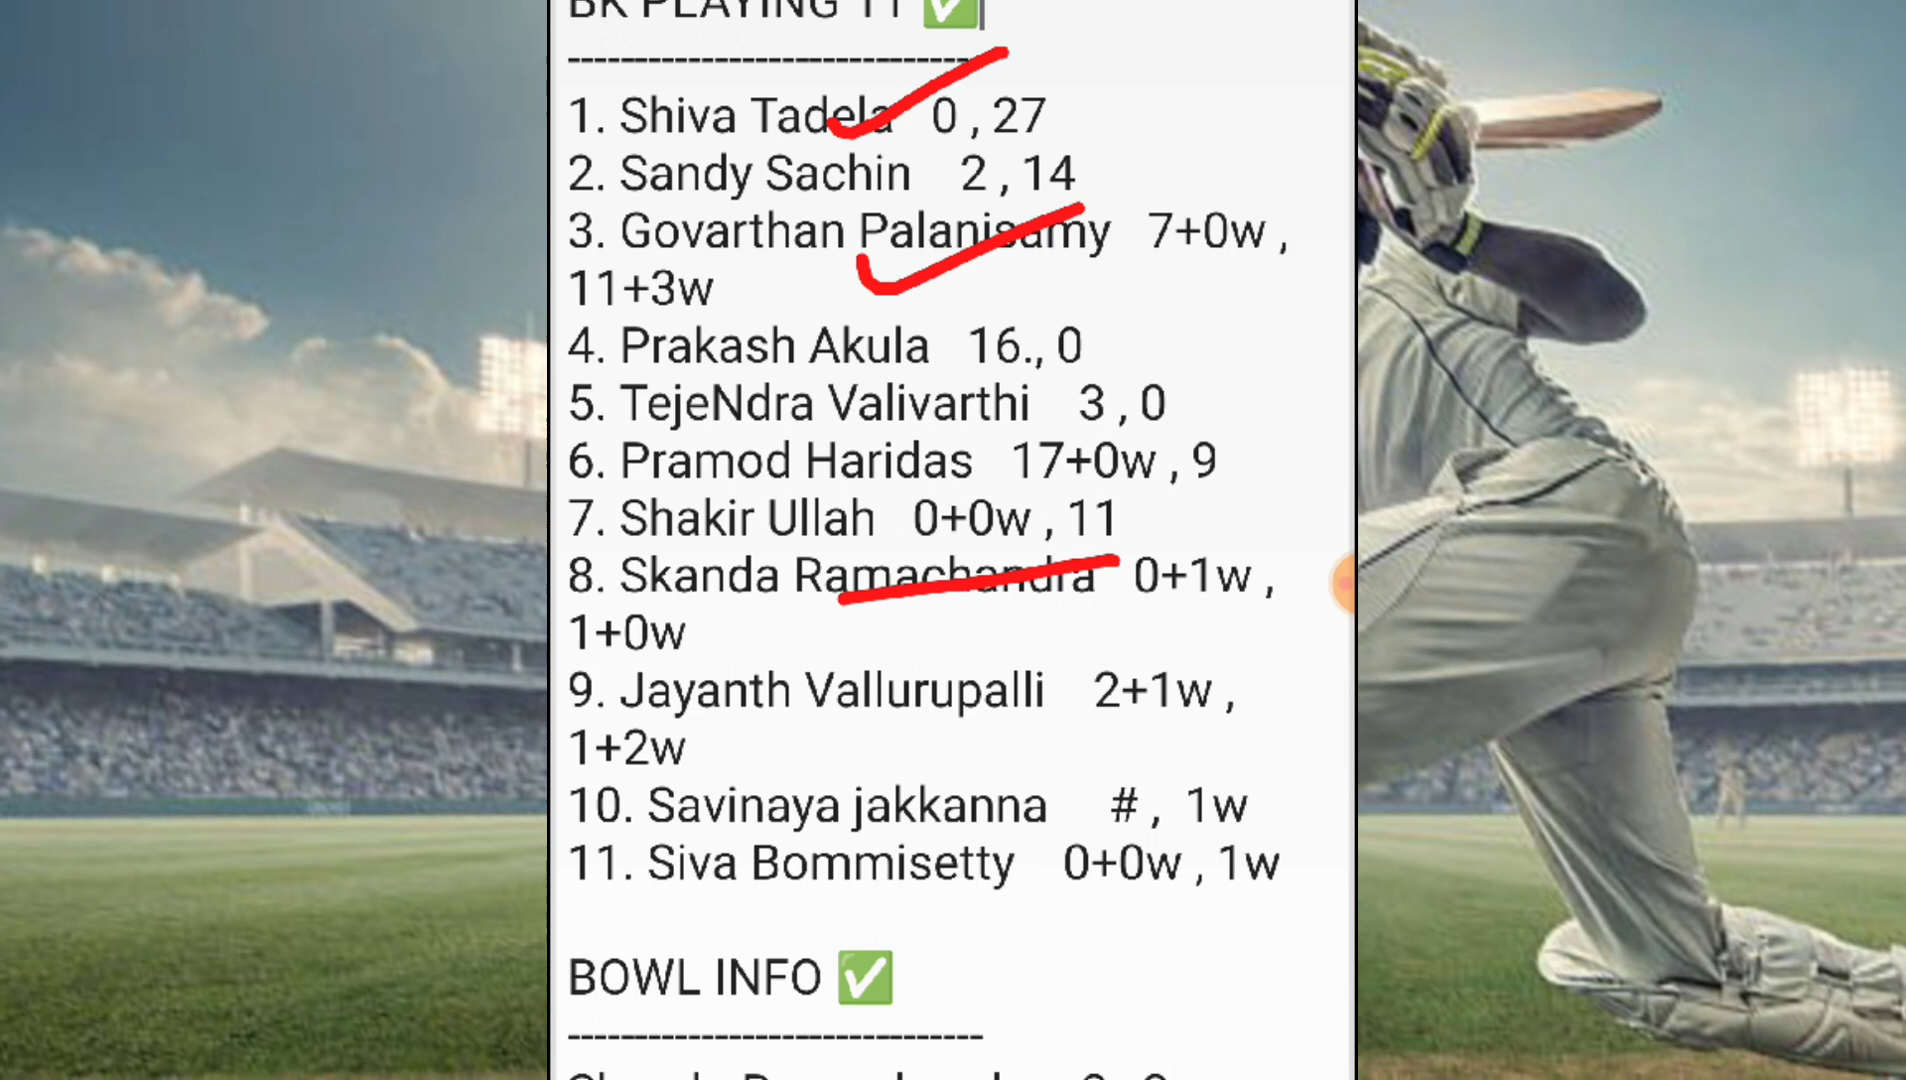 BK PLAYING 11 ✅
----------------------------
1. Shiva Tadela 0 , 27
2. Sandy Sachin 2 , 14
3. Govarthan Palanisamy 7+0w ,
11+3w
4. Prakash Akula 16., 0
5. TejeNdra Valivarthi 3 , 0
6. Pramod Haridas 17+0w , 9
7. Shakir Ullah 0+0w , 11
8. Skanda Ramachandra 0+1w ,
1+0w
9. Jayanth Vallurupalli 2+1w ,
1+2w
10. Savinaya jakkanna # , 1w
11. Siva Bommisetty 0+0w , 1w
BOWL INFO ✅
----------------------------